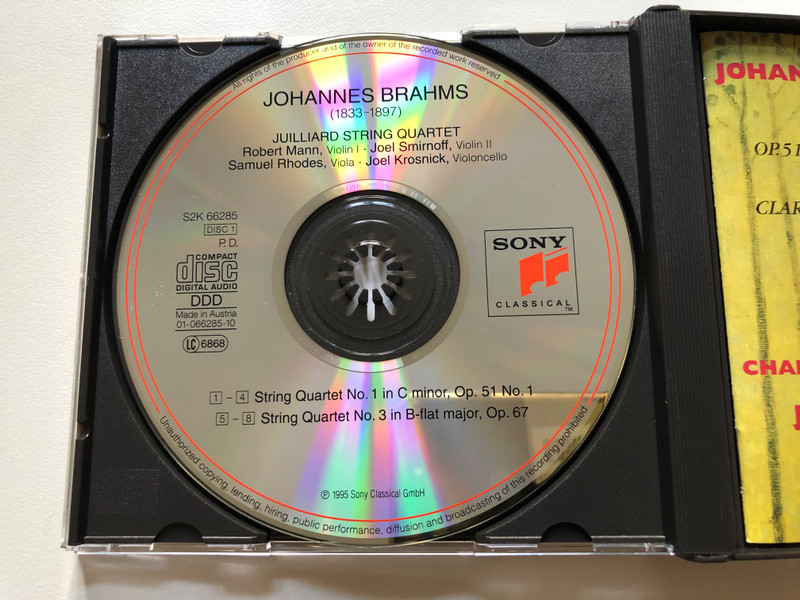 All rights of the producer and of the owner of the recorded work reserved
JOHANNES BRAHMS
(1833-1897)
JUILLIARD STRING QUARTET
Robert Mann, Violin I · Joel Smirnoff, Violin II
Samuel Rhodes, Viola · Joel Krosnick, Violoncello
S2K 66285
DISC 1
P. D.
COMPACT
disc
DIGITAL AUDIO
DDD
Made in Austria
01-066285-10
LC 6868
SONY
CLASSICAL
TM
1 – 4 String Quartet No. 1 in C minor, Op. 51 No. 1
5 – 8 String Quartet No. 3 in B-flat major, Op. 67
℗ 1995 Sony Classical GmbH
Unauthorized copying, lending, hiring, public performance, diffusion and broadcasting of this recording prohibited
JOHAN
OP.51
CLAR
CHAM
J